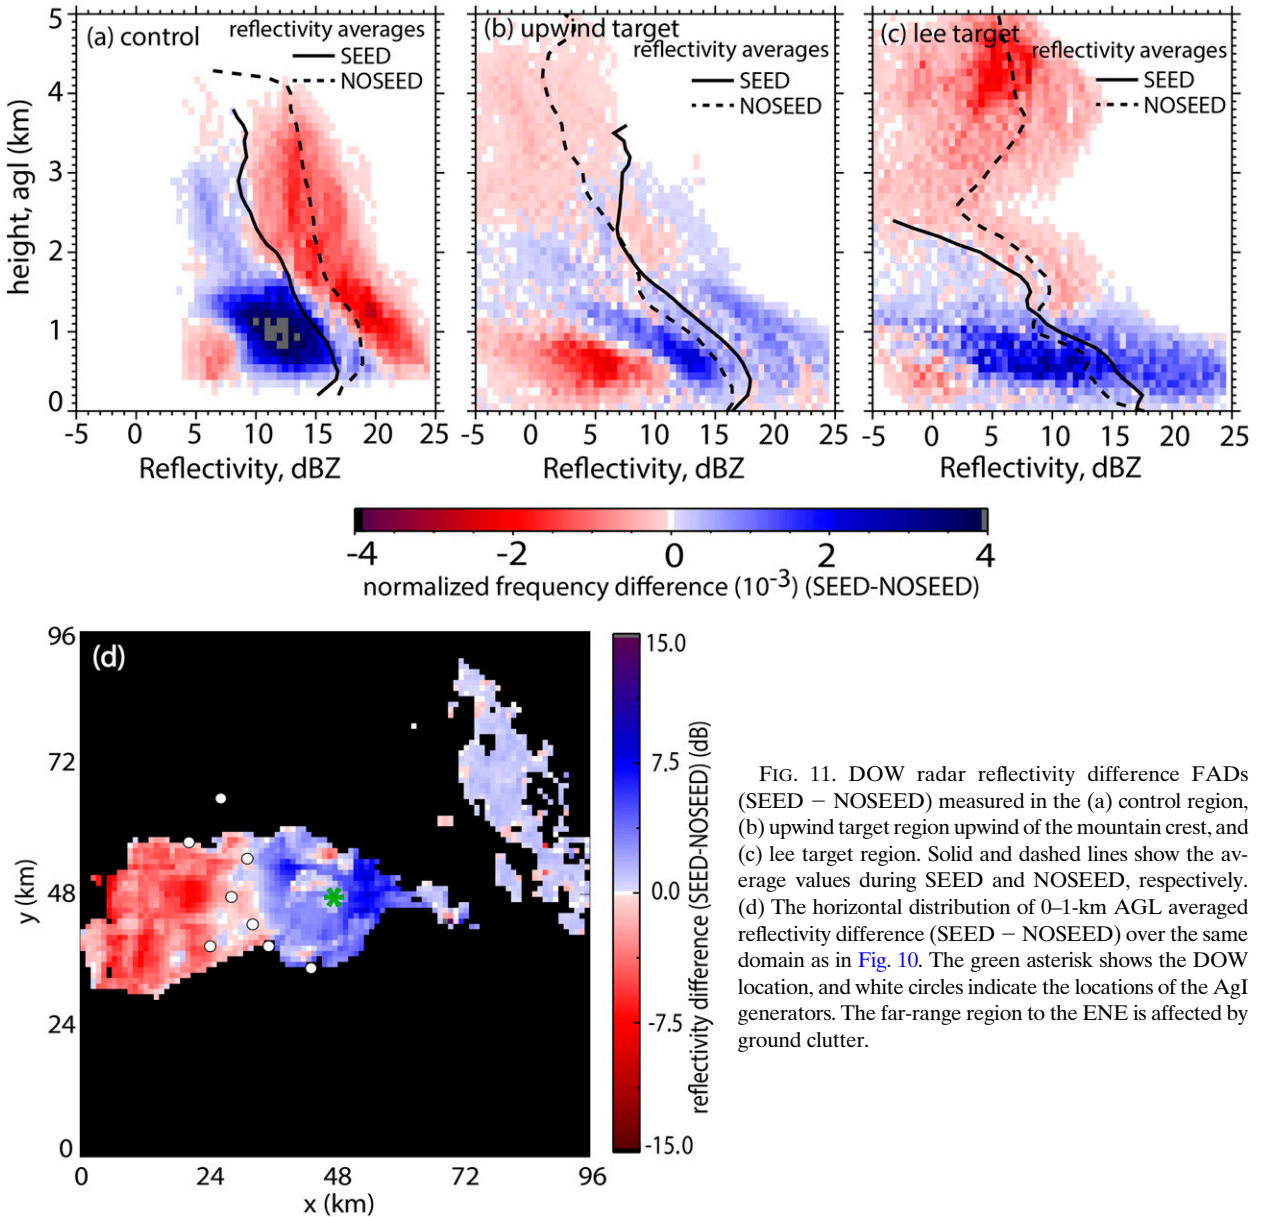 (a) control
reflectivity averages
SEED
NOSEED
(b) upwind target
reflectivity averages
SEED
NOSEED
(c) lee target
reflectivity averages
SEED
NOSEED
height, agl (km)
5
4
3
2
1
0
-5 0 5 10 15 20 25
-5 0 5 10 15 20 25
-5 0 5 10 15 20 25
Reflectivity, dBZ
Reflectivity, dBZ
Reflectivity, dBZ
-4 -2 0 2 4
normalized frequency difference (10-3) (SEED-NOSEED)
(d)
y (km)
96
72
48
24
0
0 24 48 72 96
x (km)
15.0
7.5
0.0
-7.5
-15.0
reflectivity difference (SEED-NOSEED) (dB)
FIG. 11. DOW radar reflectivity difference FADs
(SEED − NOSEED) measured in the (a) control region,
(b) upwind target region upwind of the mountain crest, and
(c) lee target region. Solid and dashed lines show the av-
erage values during SEED and NOSEED, respectively.
(d) The horizontal distribution of 0–1-km AGL averaged
reflectivity difference (SEED − NOSEED) over the same
domain as in Fig. 10. The green asterisk shows the DOW
location, and white circles indicate the locations of the AgI
generators. The far-range region to the ENE is affected by
ground clutter.